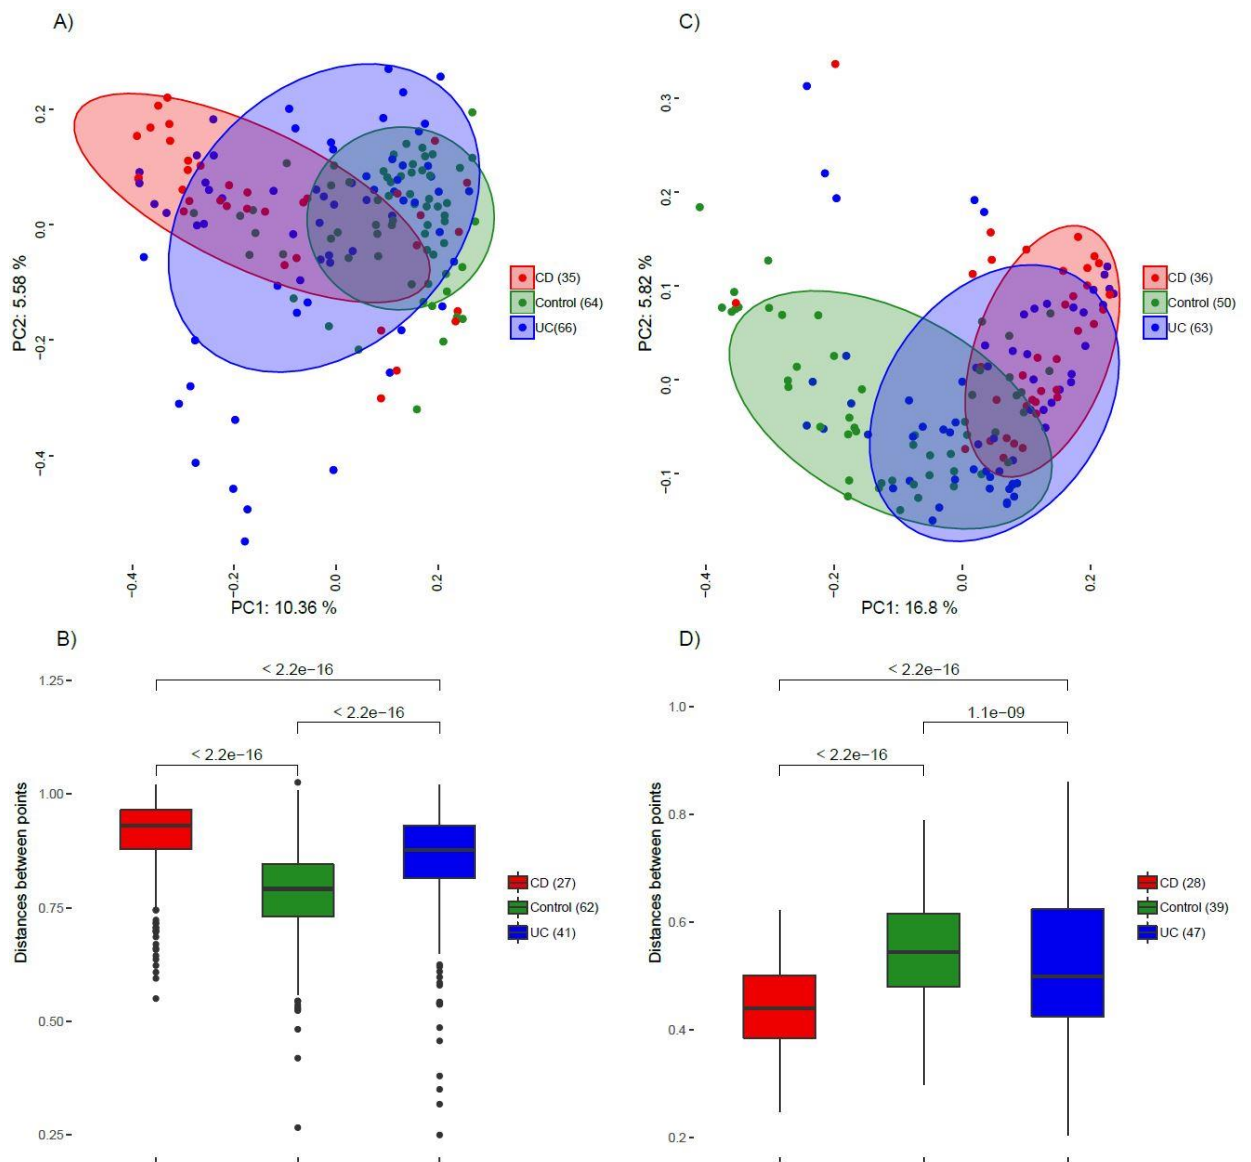 A)
0.2
0.0
−0.2
−0.4
PC2: 5.58 %
−0.4
−0.2
0.0
0.2
PC1: 10.36 %
CD (35)
Control (64)
UC(66)
C)
0.3
0.2
0.1
0.0
−0.1
PC2: 5.82 %
−0.4
−0.2
0.0
0.2
PC1: 16.8 %
CD (36)
Control (50)
UC (63)
B)
< 2.2e−16
< 2.2e−16
< 2.2e−16
1.25
1.00
0.75
0.50
0.25
Distances between points
CD (27)
Control (62)
UC (41)
D)
< 2.2e−16
1.1e−09
< 2.2e−16
1.0
0.8
0.6
0.4
0.2
Distances between points
CD (28)
Control (39)
UC (47)